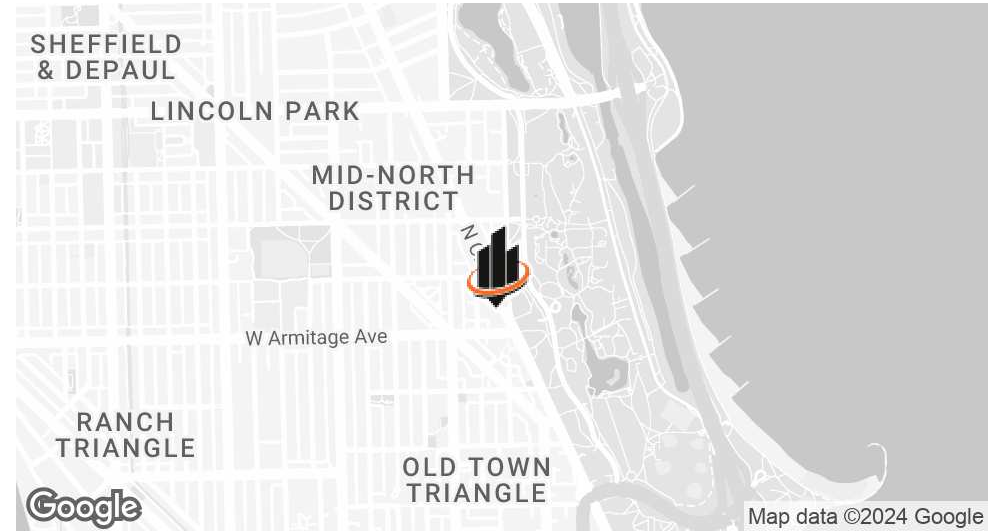 SHEFFIELD
& DEPAUL
LINCOLN PARK
MID-NORTH
DISTRICT
N
W Armitage Ave
RANCH
TRIANGLE
OLD TOWN
TRIANGLE
Google
Map data ©2024 Google